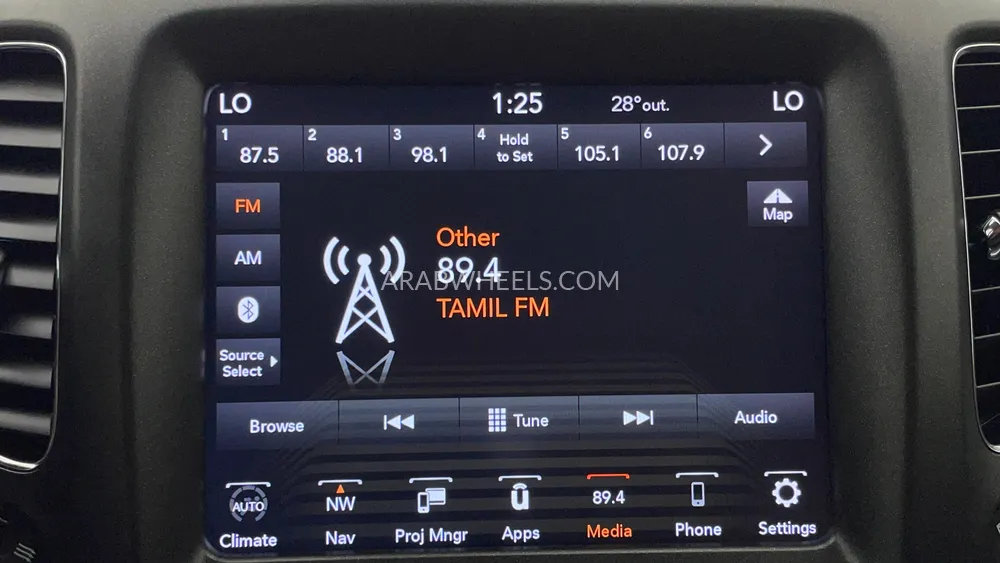 LO 1:25 28°out. LO
1 87.5 2 88.1 3 98.1 4 Hold to Set 5 105.1 6 107.9
FM
Map
Other
AM
89.4
ARABWHEELS.COM
TAMIL FM
Source
Select
Browse Tune Audio
AUTO NW u 89.4
Climate Nav Proj Mngr Apps Media Phone Settings